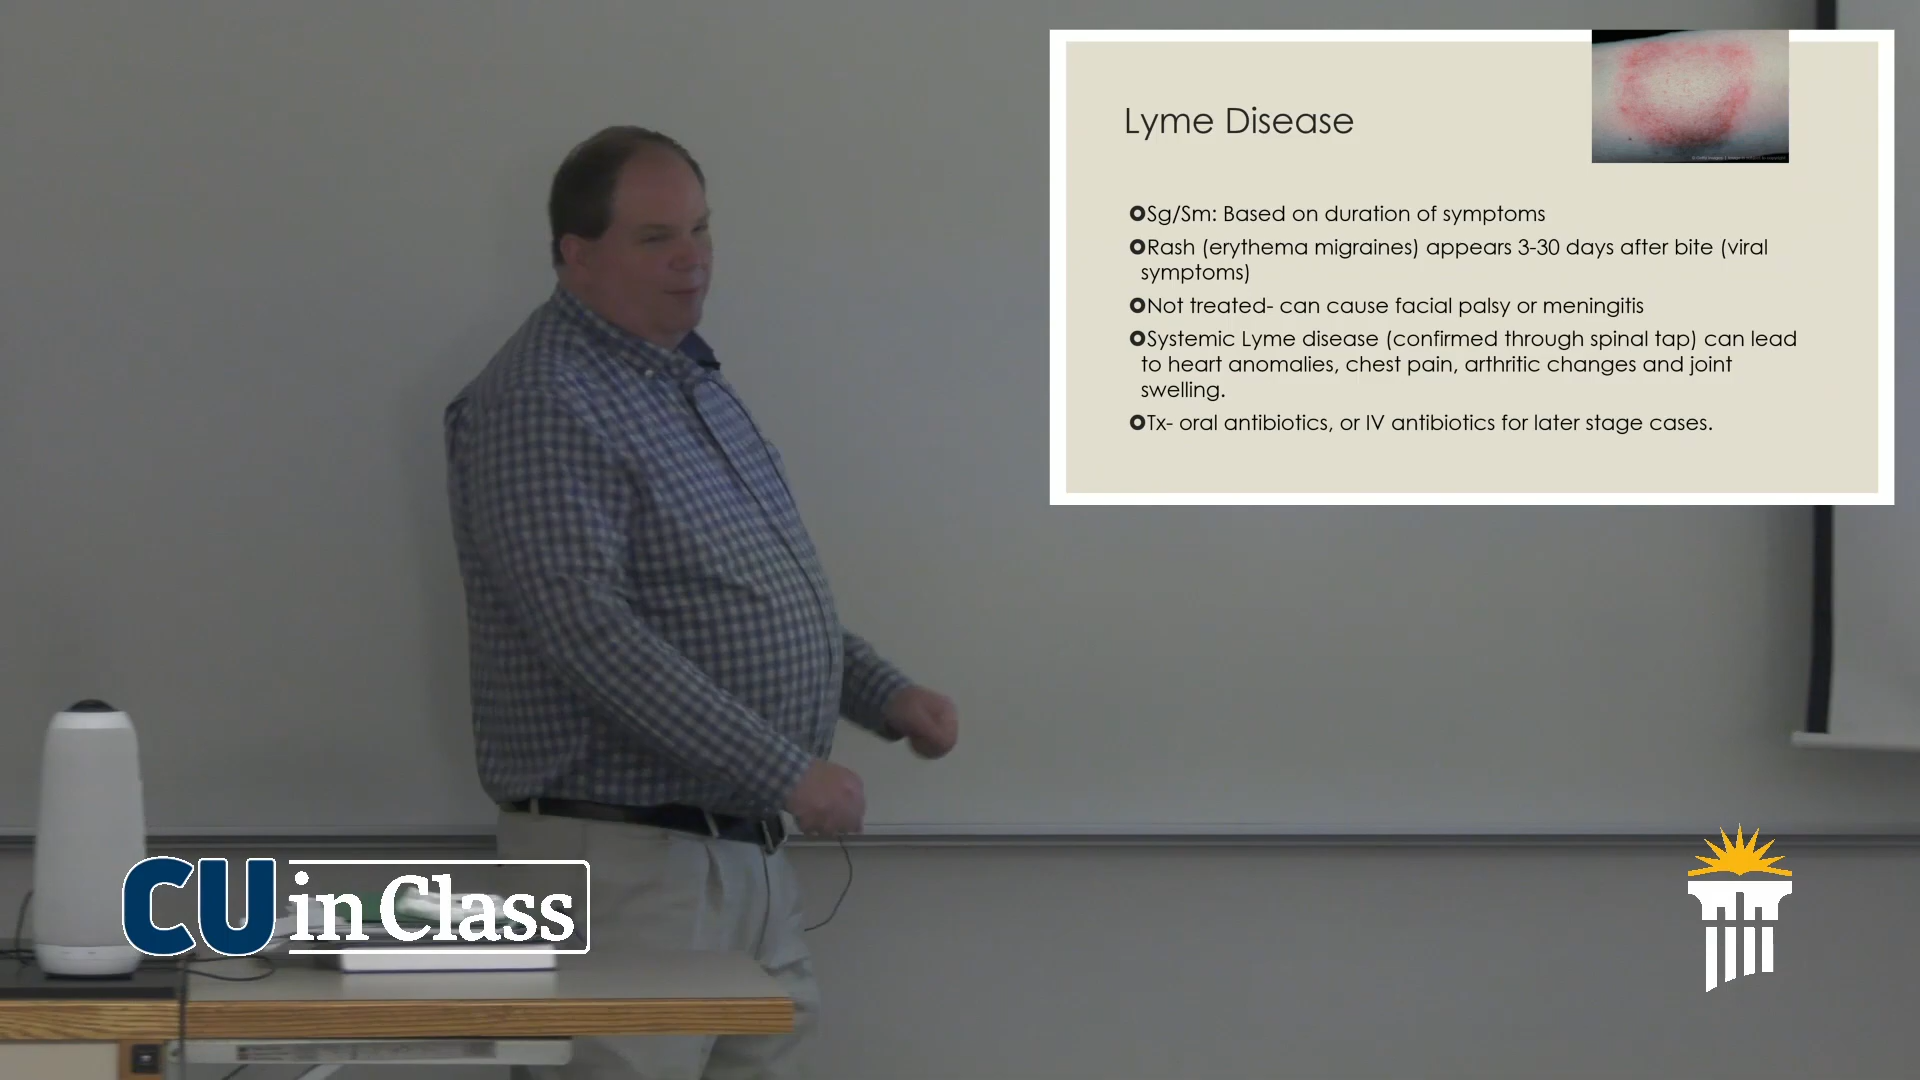 Lyme Disease
Sg/Sm: Based on duration of symptoms
Rash (erythema migraines) appears 3-30 days after bite (viral
symptoms)
Not treated- can cause facial palsy or meningitis
Systemic Lyme disease (confirmed through spinal tap) can lead
to heart anomalies, chest pain, arthritic changes and joint
swelling.
Tx- oral antibiotics, or IV antibiotics for later stage cases.
CU in Class